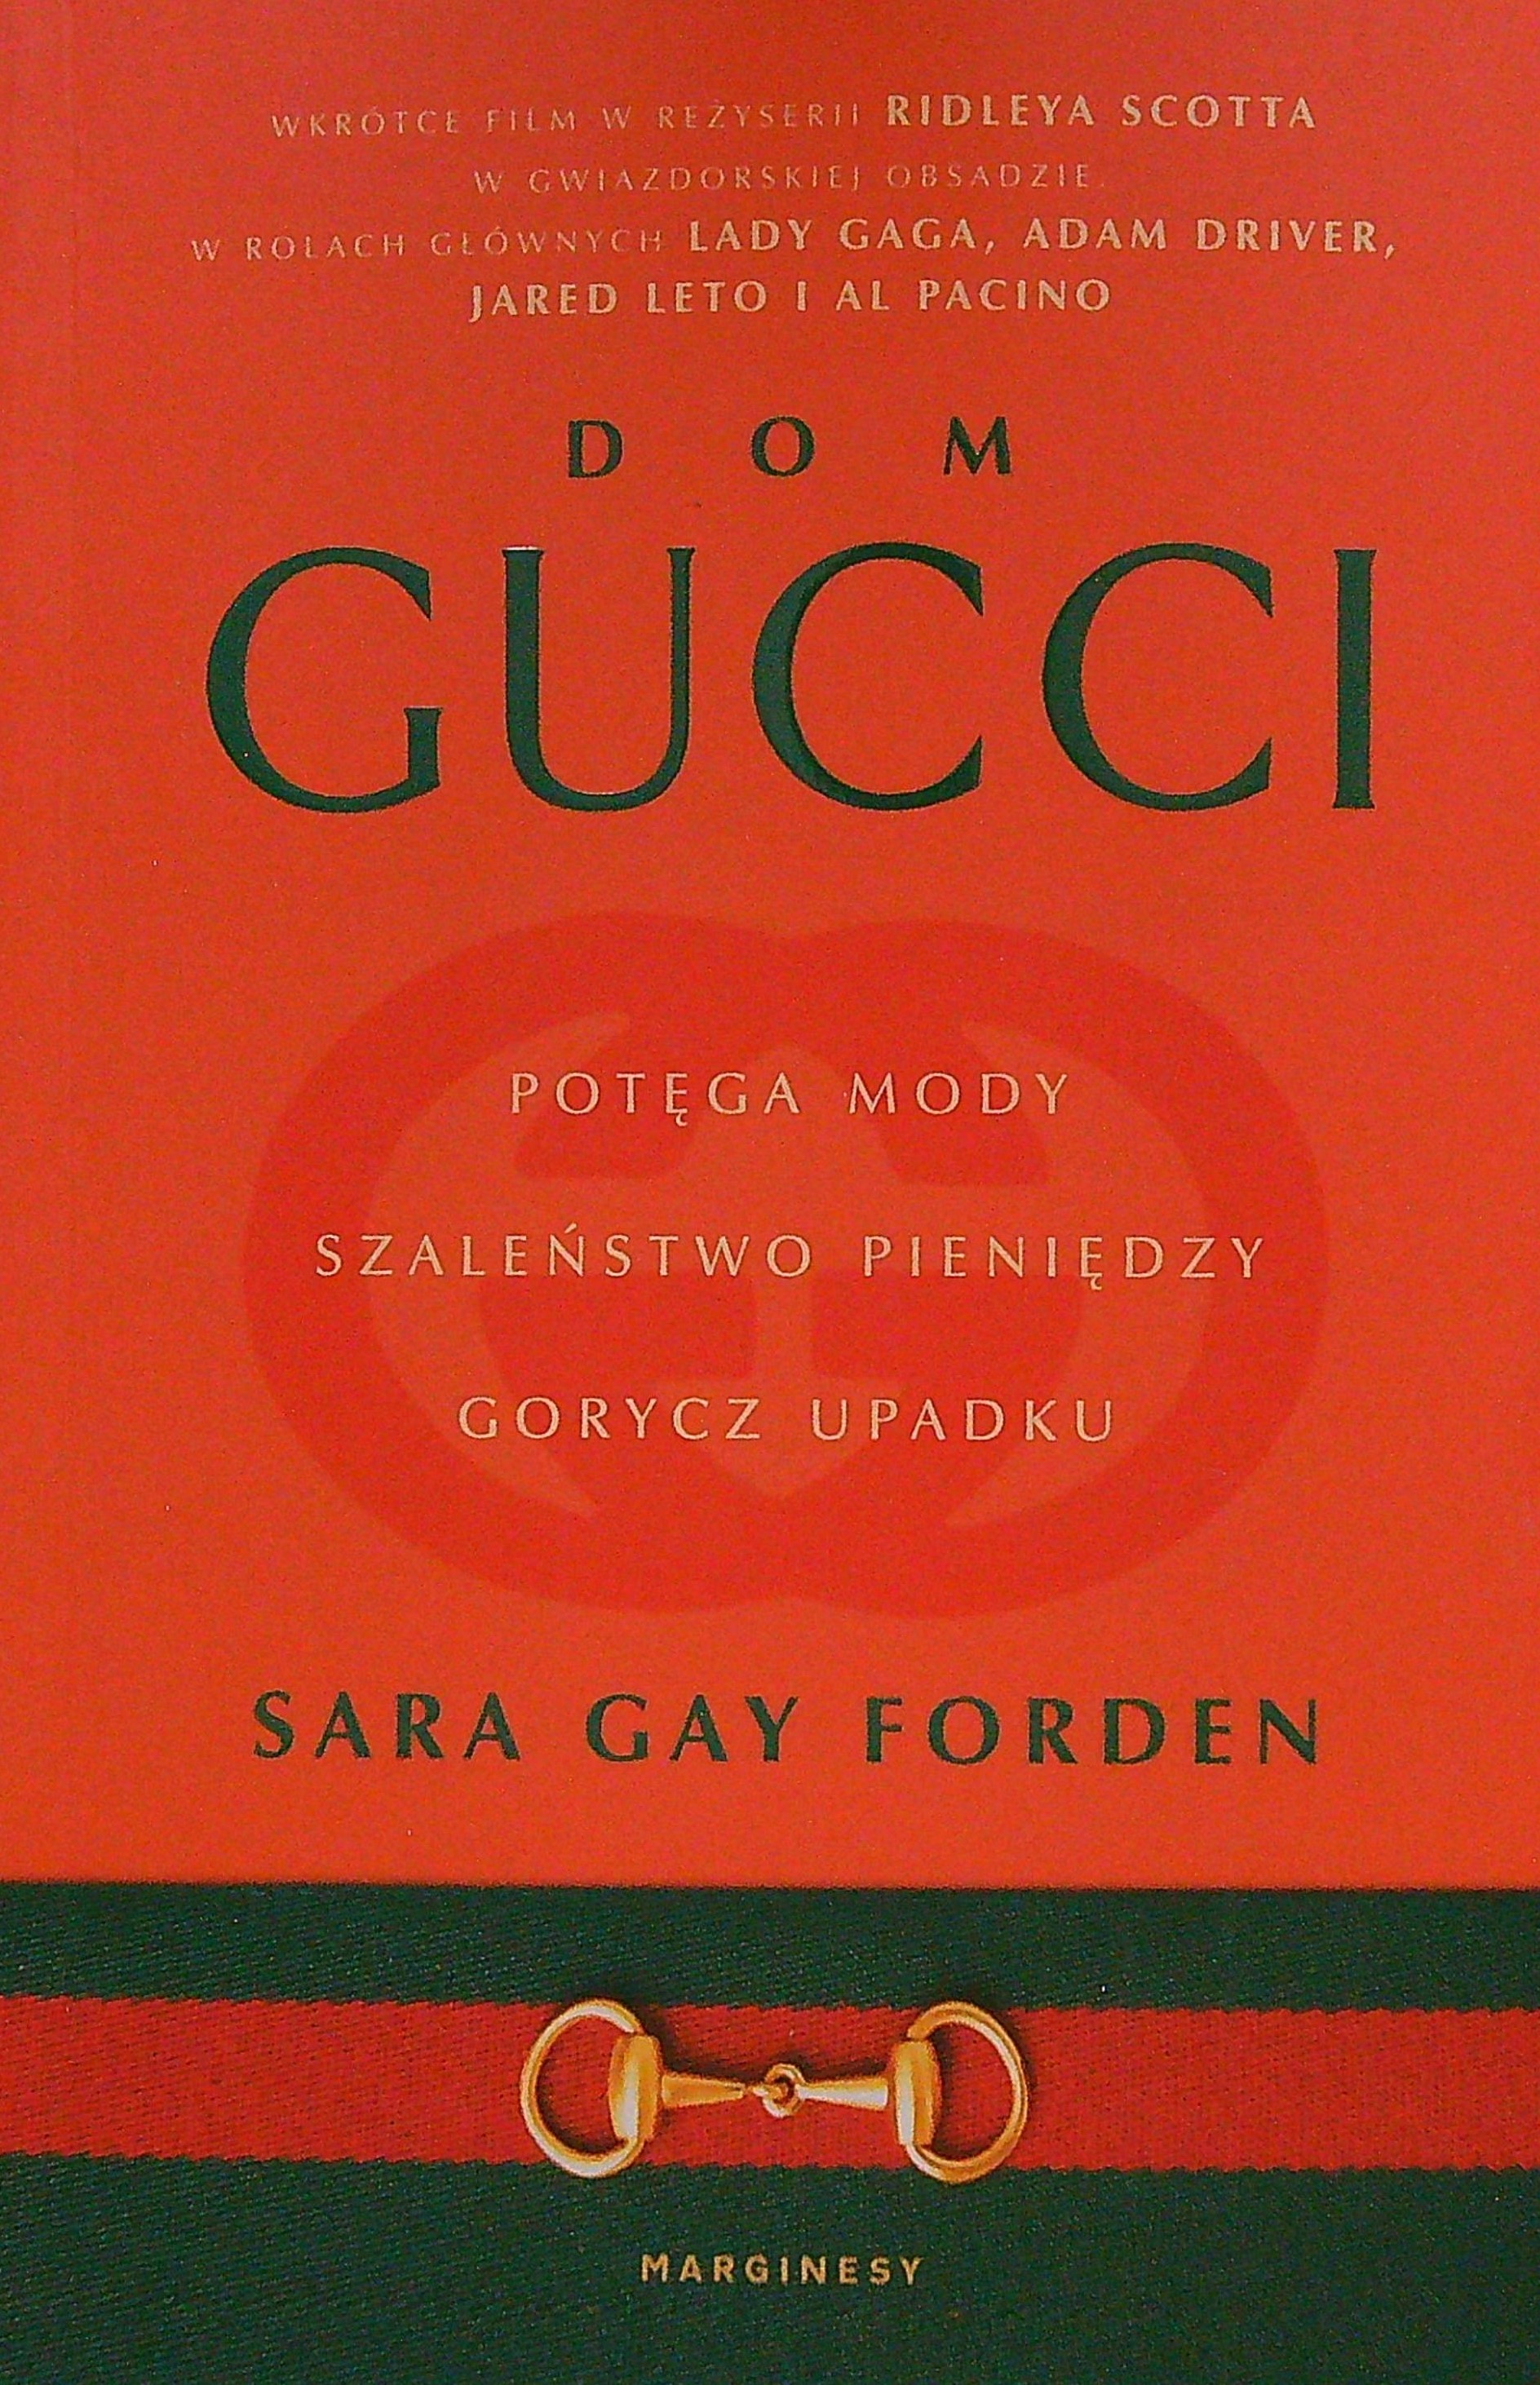 WKRÓTCE FILM W REŻYSERII RIDLEYA SCOTTA
W GWIAZDORSKIEJ OBSADZIE.
W ROLACH GŁÓWNYCH LADY GAGA, ADAM DRIVER,
JARED LETO I AL PACINO
DOM
GUCCI
POTĘGA MODY
SZALEŃSTWO PIENIĘDZY
GORYCZ UPADKU
SARA GAY FORDEN
MARGINESY